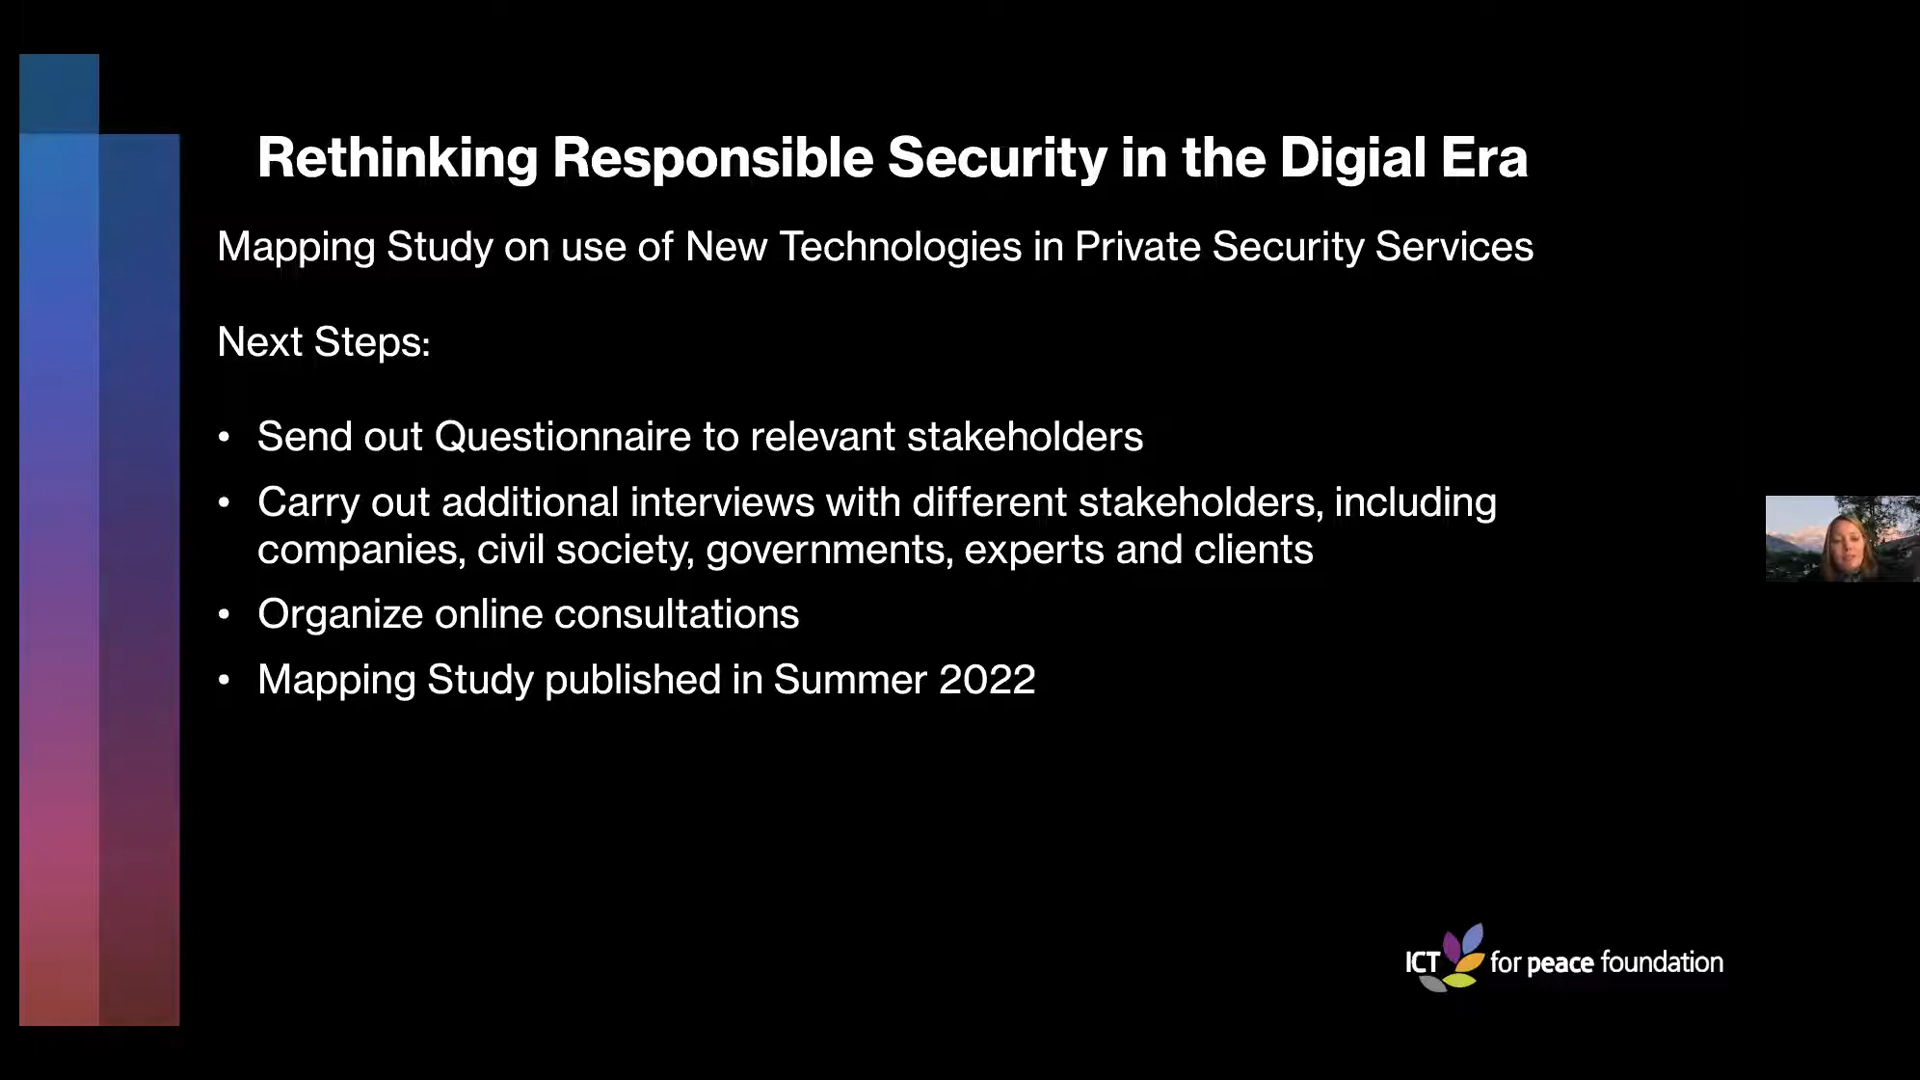 Rethinking Responsible Security in the Digial Era
Mapping Study on use of New Technologies in Private Security Services
Next Steps:
• Send out Questionnaire to relevant stakeholders
• Carry out additional interviews with different stakeholders, including
companies, civil society, governments, experts and clients
• Organize online consultations
• Mapping Study published in Summer 2022
ICT for peace foundation